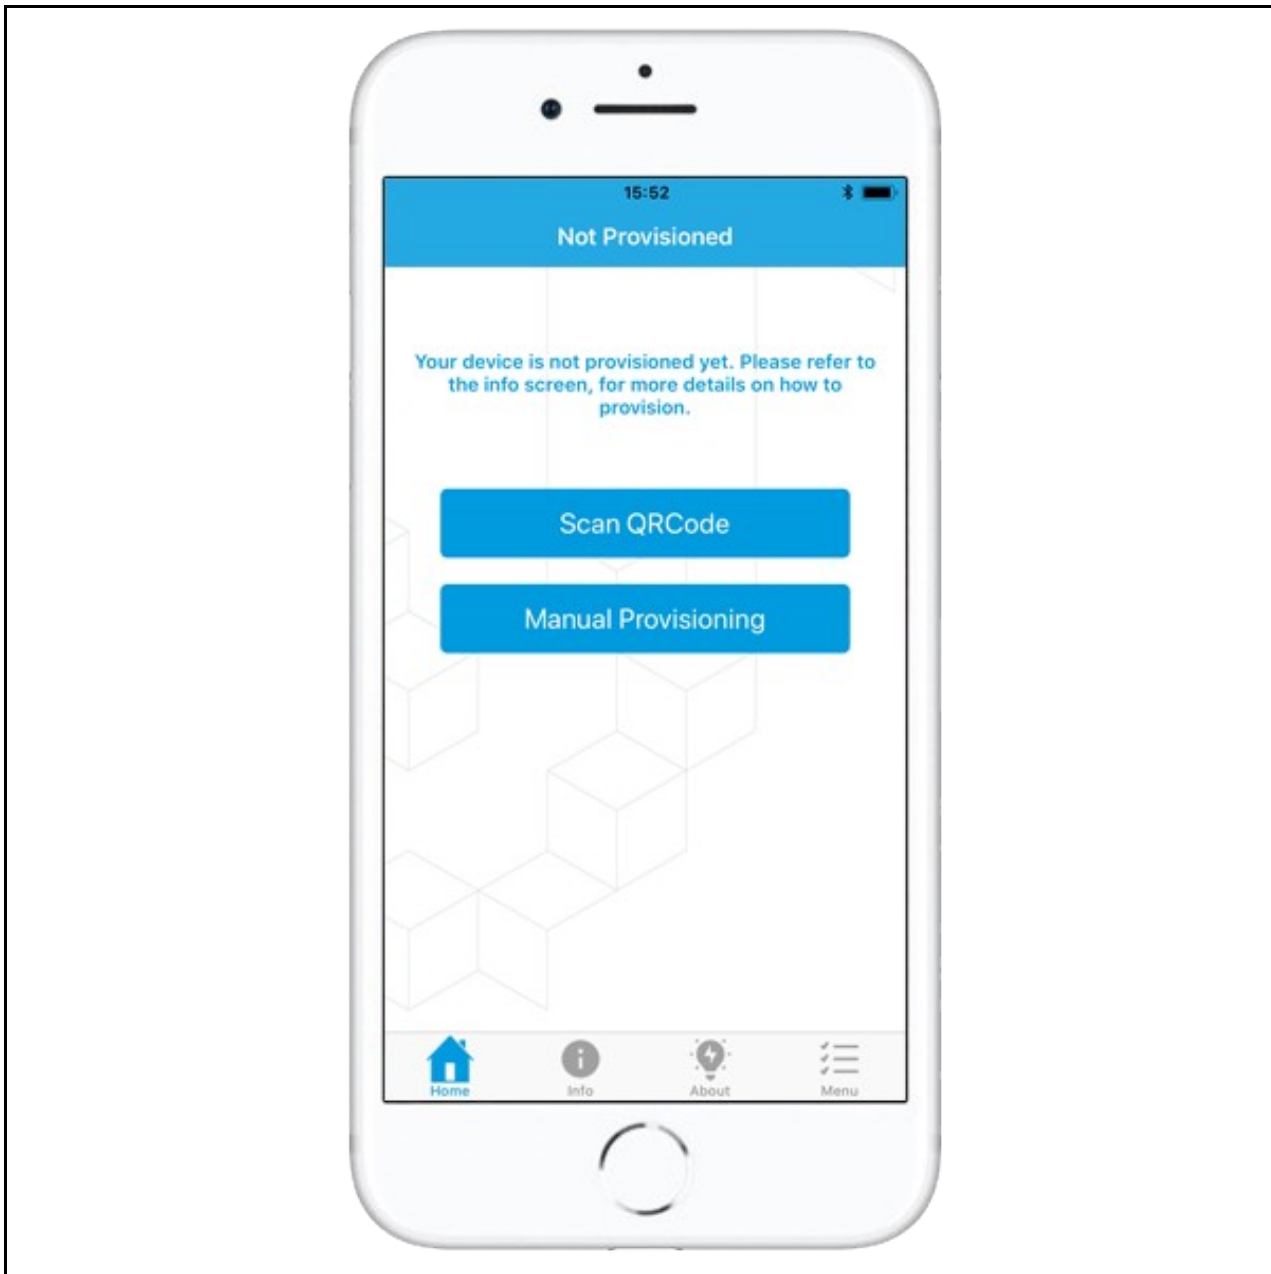 15:52
Not Provisioned
Your device is not provisioned yet. Please refer to
the info screen, for more details on how to
provision.
Scan QRCode
Manual Provisioning
Home
Info
About
Menu